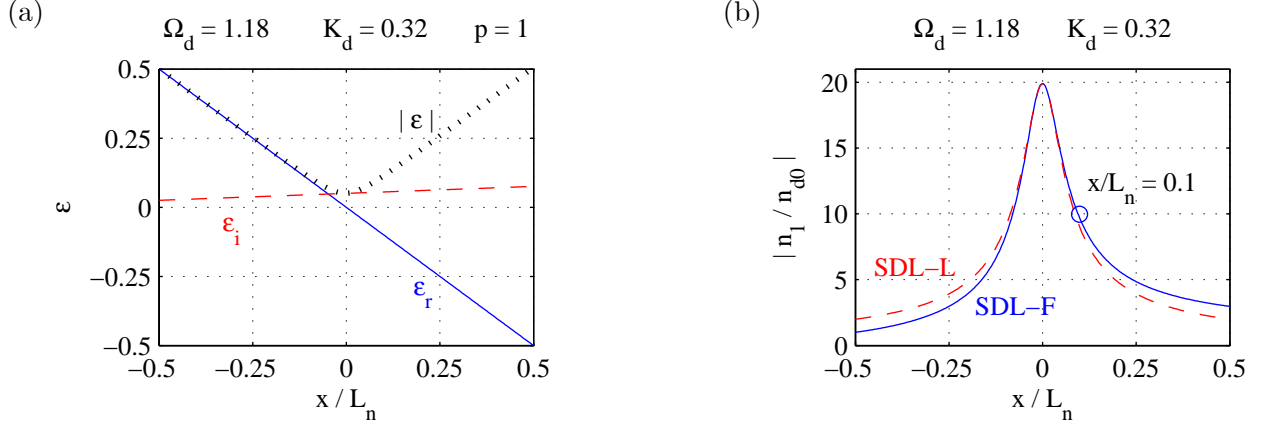 (a)
Ω_d = 1.18 K_d = 0.32 p = 1
0.5
0.25
0
−0.25
−0.5
ε
| ε |
ε_i
ε_r
−0.5 −0.25 0 0.25 0.5
x / L_n
(b)
Ω_d = 1.18 K_d = 0.32
20
15
10
5
0
| n_1 / n_d0 |
x/L_n = 0.1
SDL−L
SDL−F
−0.5 −0.25 0 0.25 0.5
x / L_n